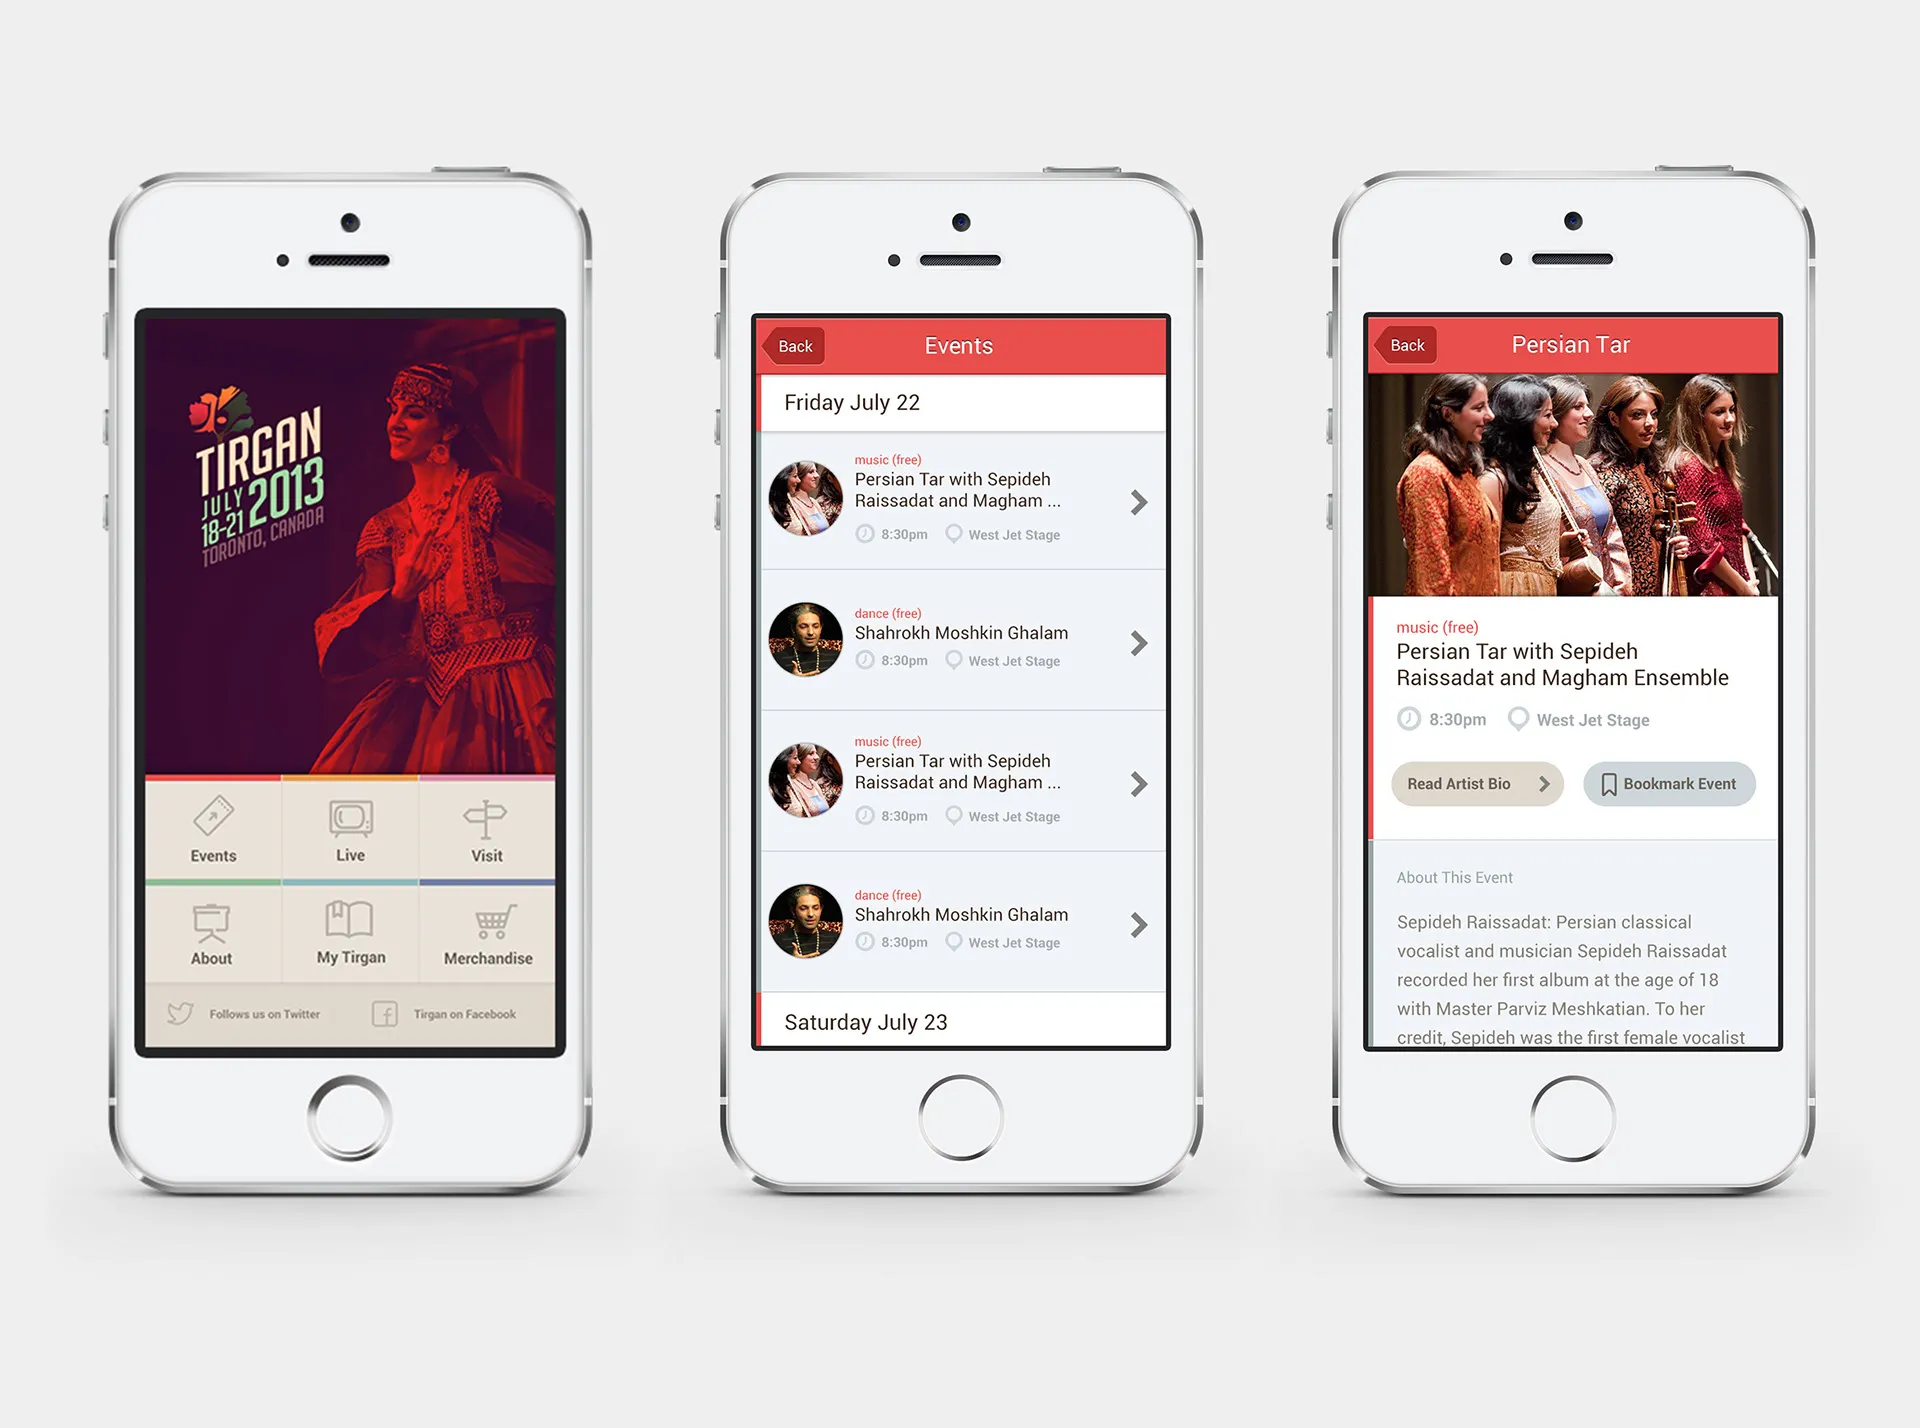 TIRGAN
JULY
18-21 2013
TORONTO, CANADA
Events
Live
Visit
About
My Tirgan
Merchandise
Follows us on Twitter
Tirgan on Facebook
Back
Events
Friday July 22
music (free)
Persian Tar with Sepideh
Raissadat and Magham ...
8:30pm
West Jet Stage
dance (free)
Shahrokh Moshkin Ghalam
8:30pm
West Jet Stage
music (free)
Persian Tar with Sepideh
Raissadat and Magham ...
8:30pm
West Jet Stage
dance (free)
Shahrokh Moshkin Ghalam
8:30pm
West Jet Stage
Saturday July 23
Back
Persian Tar
music (free)
Persian Tar with Sepideh
Raissadat and Magham Ensemble
8:30pm
West Jet Stage
Read Artist Bio
Bookmark Event
About This Event
Sepideh Raissadat: Persian classical
vocalist and musician Sepideh Raissadat
recorded her first album at the age of 18
with Master Parviz Meshkatian. To her
credit, Sepideh was the first female vocalist